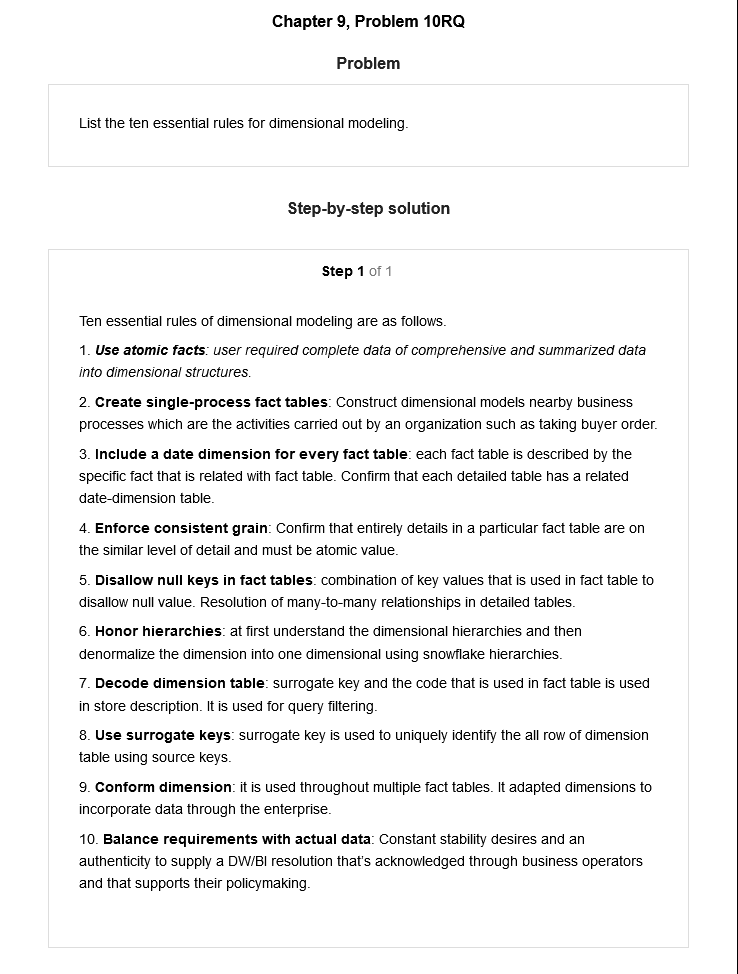 Chapter 9, Problem 10RQ
Problem
List the ten essential rules for dimensional modeling.
Step-by-step solution
Step 1 of 1
Ten essential rules of dimensional modeling are as follows.
1. Use atomic facts: user required complete data of comprehensive and summarized data
into dimensional structures.
2. Create single-process fact tables: Construct dimensional models nearby business
processes which are the activities carried out by an organization such as taking buyer order.
3. Include a date dimension for every fact table: each fact table is described by the
specific fact that is related with fact table. Confirm that each detailed table has a related
date-dimension table.
4. Enforce consistent grain: Confirm that entirely details in a particular fact table are on
the similar level of detail and must be atomic value.
5. Disallow null keys in fact tables: combination of key values that is used in fact table to
disallow null value. Resolution of many-to-many relationships in detailed tables.
6. Honor hierarchies: at first understand the dimensional hierarchies and then
denormalize the dimension into one dimensional using snowflake hierarchies.
7. Decode dimension table: surrogate key and the code that is used in fact table is used
in store description. It is used for query filtering.
8. Use surrogate keys: surrogate key is used to uniquely identify the all row of dimension
table using source keys.
9. Conform dimension: it is used throughout multiple fact tables. It adapted dimensions to
incorporate data through the enterprise.
10. Balance requirements with actual data: Constant stability desires and an
authenticity to supply a DW/BI resolution that's acknowledged through business operators
and that supports their policymaking.